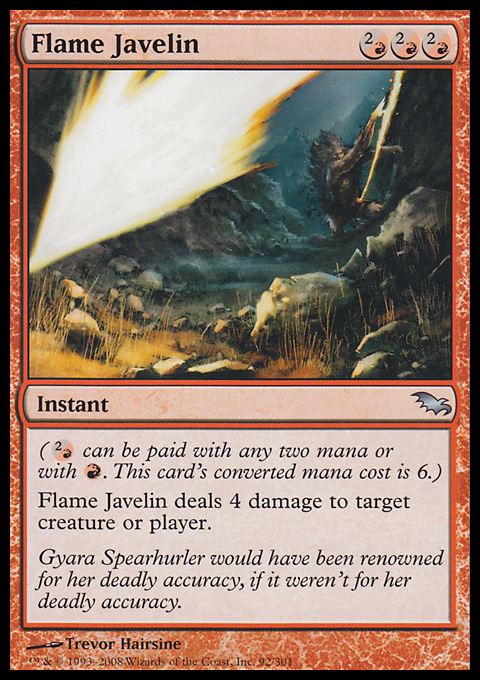 Flame Javelin 2 2 2
Instant
( 2 can be paid with any two mana or
with . This card's converted mana cost is 6.)
Flame Javelin deals 4 damage to target
creature or player.
Gyara Spearhurler would have been renowned
for her deadly accuracy, if it weren't for her
deadly accuracy.
Trevor Hairsine
™ & © 1993–2008 Wizards of the Coast, Inc. 92/301